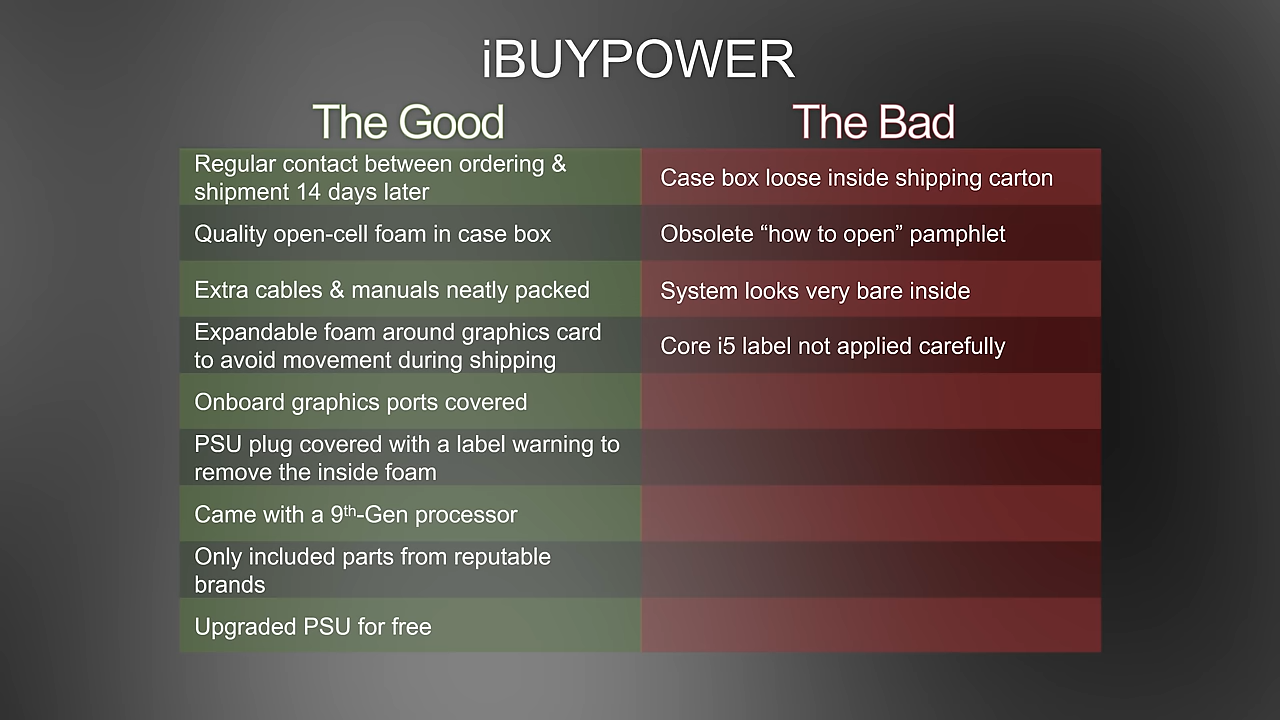 iBUYPOWER
The Good
The Bad
Regular contact between ordering &
shipment 14 days later
Case box loose inside shipping carton
Quality open-cell foam in case box
Obsolete “how to open” pamphlet
Extra cables & manuals neatly packed
System looks very bare inside
Expandable foam around graphics card
to avoid movement during shipping
Core i5 label not applied carefully
Onboard graphics ports covered
PSU plug covered with a label warning to
remove the inside foam
Came with a 9th-Gen processor
Only included parts from reputable
brands
Upgraded PSU for free